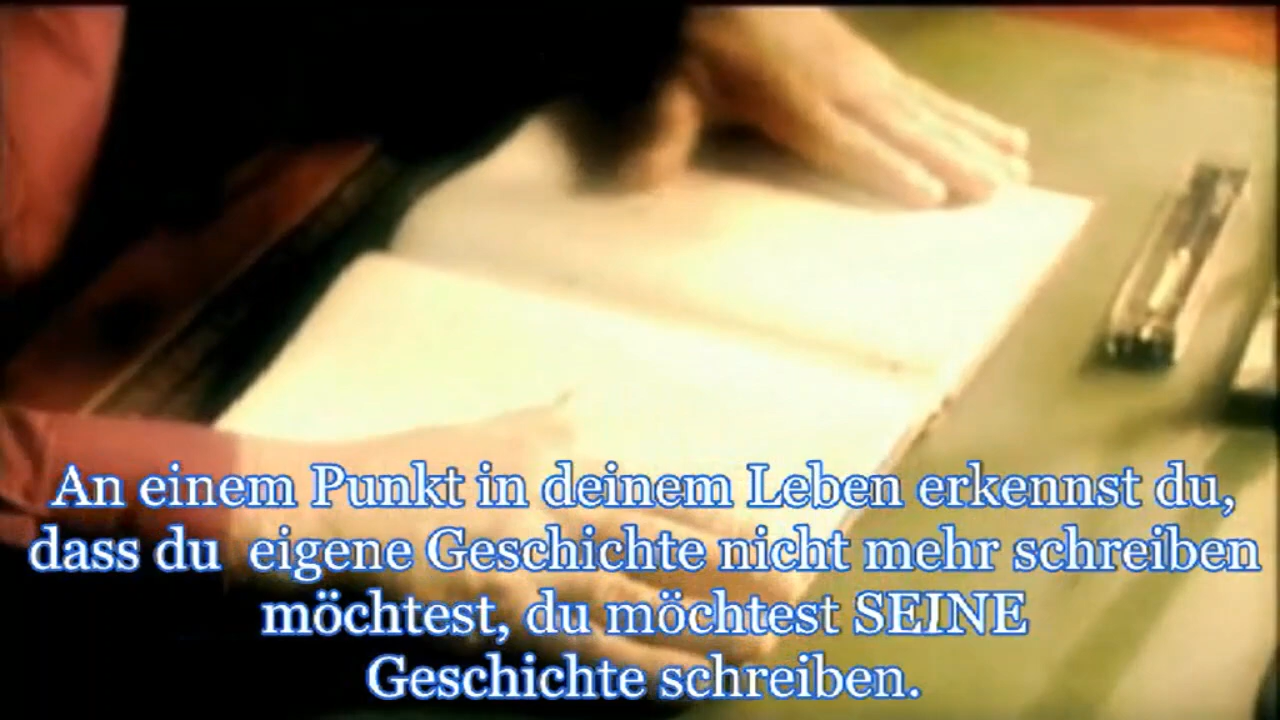 An einem Punkt in deinem Leben erkennst du,
dass du  eigene Geschichte nicht mehr schreiben
möchtest, du möchtest SEINE
Geschichte schreiben.